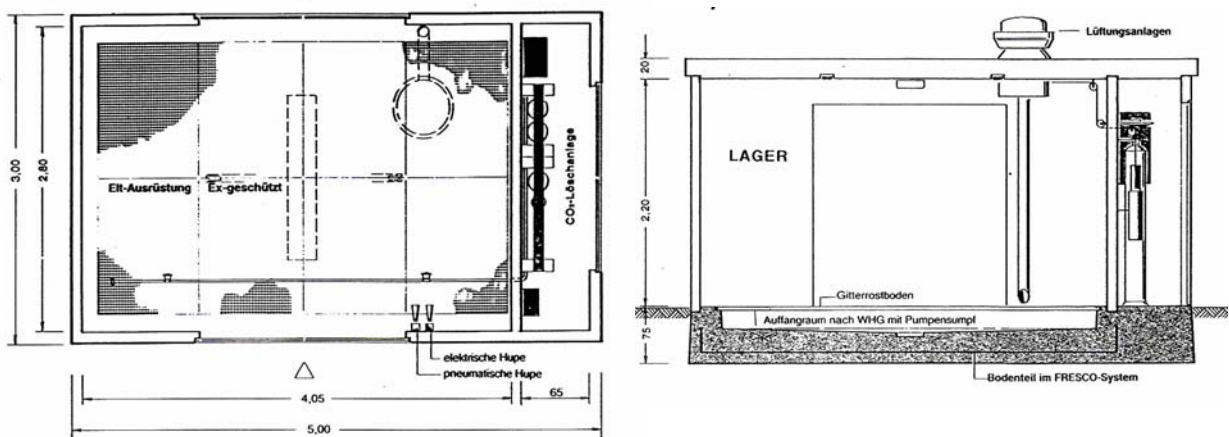 3,00
2,80
Elt-Ausrüstung
Ex-geschützt
CO₂-Löschanlage
elektrische Hupe
pneumatische Hupe
4,05
65
5,00
Lüftungsanlagen
20
LAGER
2,20
Gitterrostboden
75
Auffangraum nach WHG mit Pumpensumpf
Bodenteil im FRESCO-System